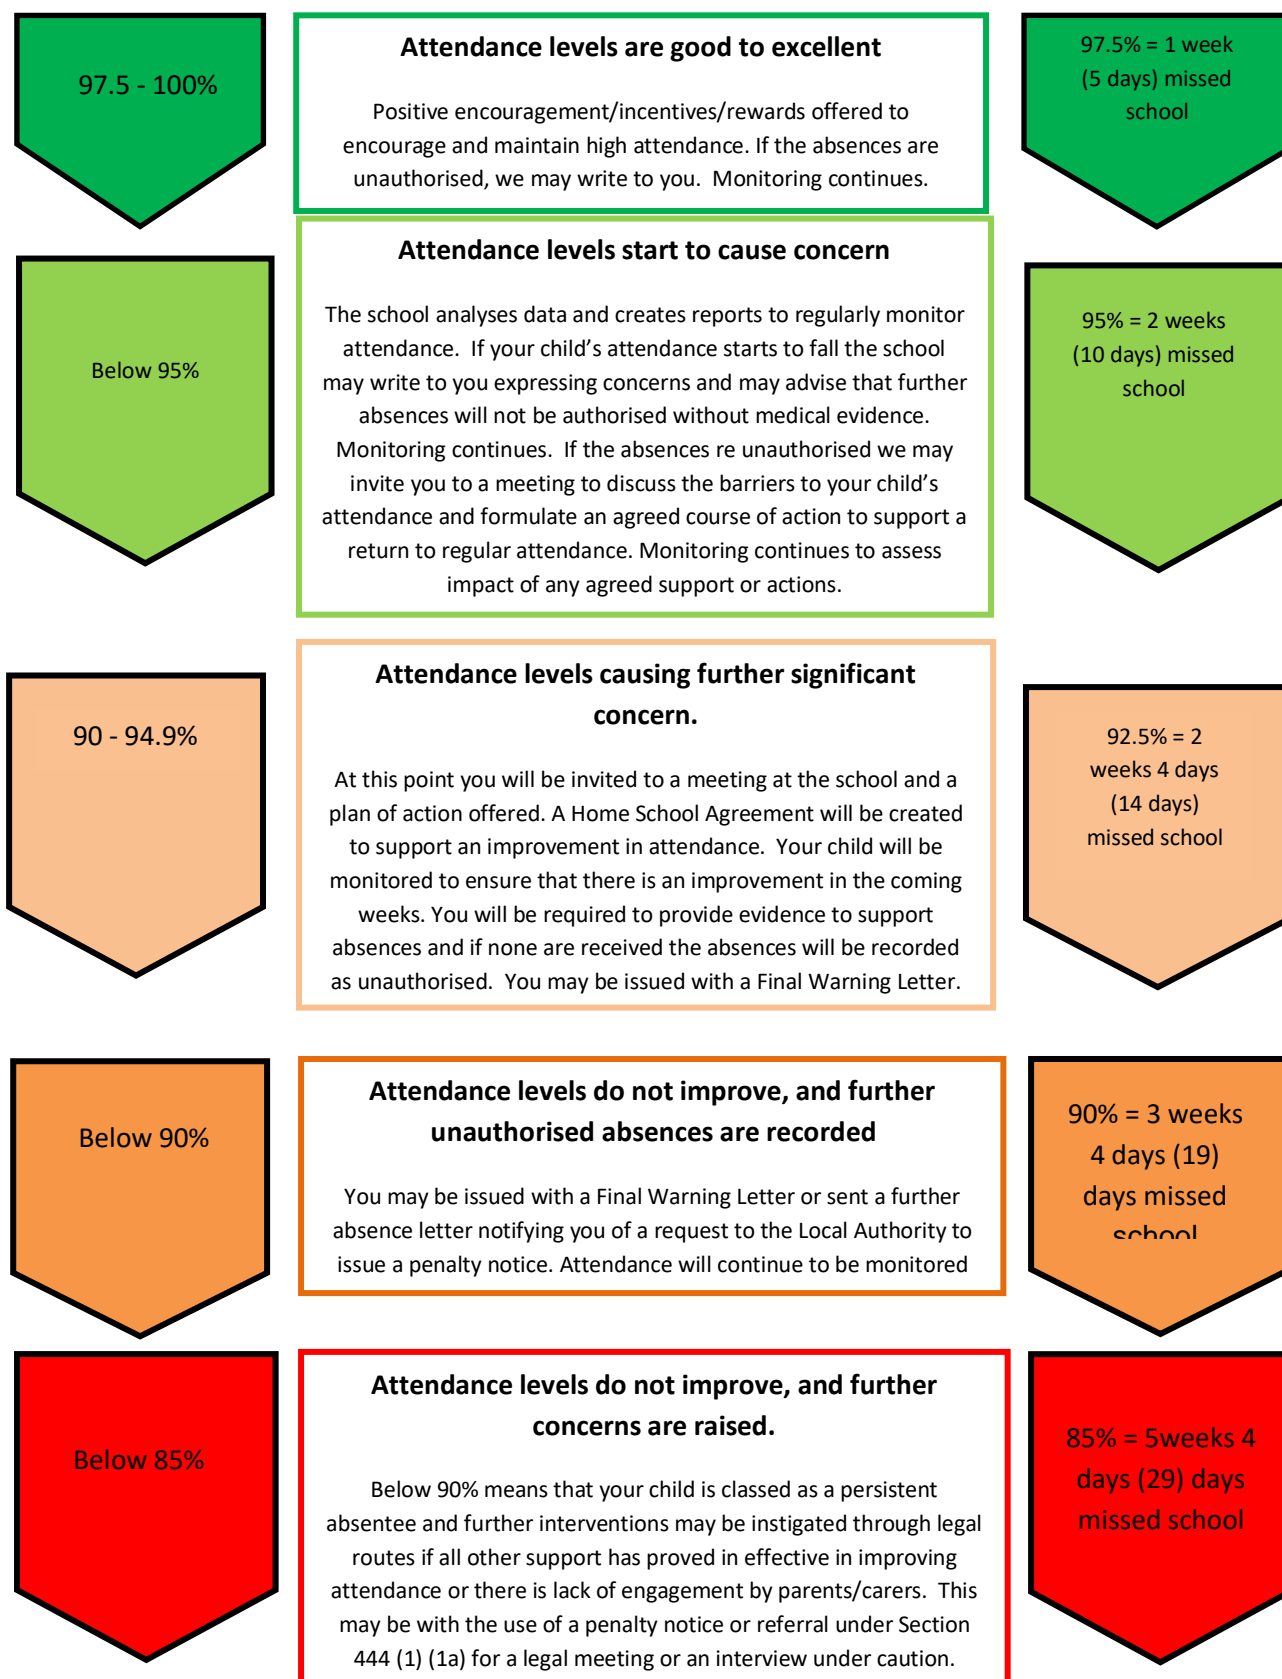 97.5 - 100%
Attendance levels are good to excellent
Positive encouragement/incentives/rewards offered to
encourage and maintain high attendance. If the absences are
unauthorised, we may write to you.  Monitoring continues.
97.5% = 1 week
(5 days) missed
school
Below 95%
Attendance levels start to cause concern
The school analyses data and creates reports to regularly monitor
attendance.  If your child’s attendance starts to fall the school
may write to you expressing concerns and may advise that further
absences will not be authorised without medical evidence.
Monitoring continues.  If the absences re unauthorised we may
invite you to a meeting to discuss the barriers to your child’s
attendance and formulate an agreed course of action to support a
return to regular attendance. Monitoring continues to assess
impact of any agreed support or actions.
95% = 2 weeks
(10 days) missed
school
90 - 94.9%
Attendance levels causing further significant
concern.
At this point you will be invited to a meeting at the school and a
plan of action offered. A Home School Agreement will be created
to support an improvement in attendance.  Your child will be
monitored to ensure that there is an improvement in the coming
weeks. You will be required to provide evidence to support
absences and if none are received the absences will be recorded
as unauthorised.  You may be issued with a Final Warning Letter.
92.5% = 2
weeks 4 days
(14 days)
missed school
Below 90%
Attendance levels do not improve, and further
unauthorised absences are recorded
You may be issued with a Final Warning Letter or sent a further
absence letter notifying you of a request to the Local Authority to
issue a penalty notice. Attendance will continue to be monitored
90% = 3 weeks
4 days (19)
days missed
school
Below 85%
Attendance levels do not improve, and further
concerns are raised.
Below 90% means that your child is classed as a persistent
absentee and further interventions may be instigated through legal
routes if all other support has proved in effective in improving
attendance or there is lack of engagement by parents/carers.  This
may be with the use of a penalty notice or referral under Section
444 (1) (1a) for a legal meeting or an interview under caution.
85% = 5weeks 4
days (29) days
missed school